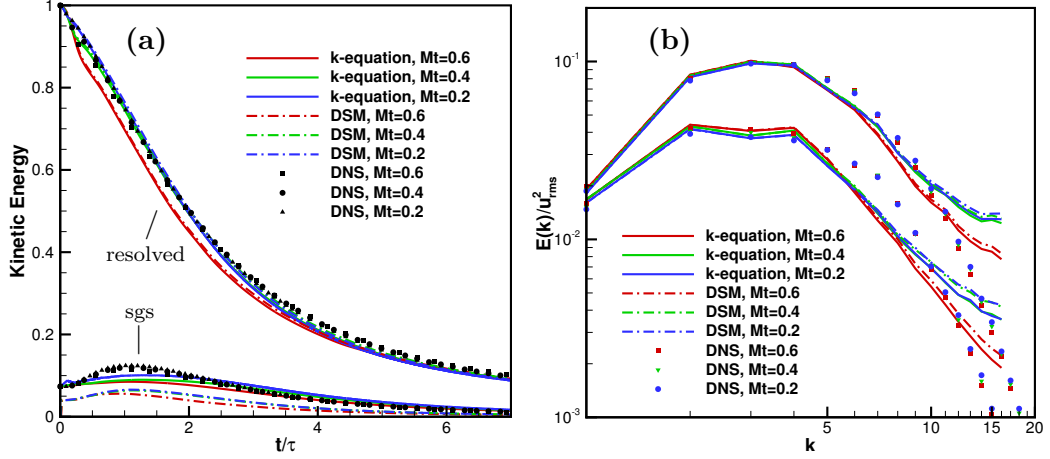 (a)
1
0.8
0.6
0.4
0.2
0
Kinetic Energy
k-equation, Mt=0.6
k-equation, Mt=0.4
k-equation, Mt=0.2
DSM, Mt=0.6
DSM, Mt=0.4
DSM, Mt=0.2
DNS, Mt=0.6
DNS, Mt=0.4
DNS, Mt=0.2
resolved
sgs
0 2 4 6
t/τ
(b)
10⁻¹
10⁻²
10⁻³
E(k)/u²rms
k-equation, Mt=0.6
k-equation, Mt=0.4
k-equation, Mt=0.2
DSM, Mt=0.6
DSM, Mt=0.4
DSM, Mt=0.2
DNS, Mt=0.6
DNS, Mt=0.4
DNS, Mt=0.2
5 10 15 20
k